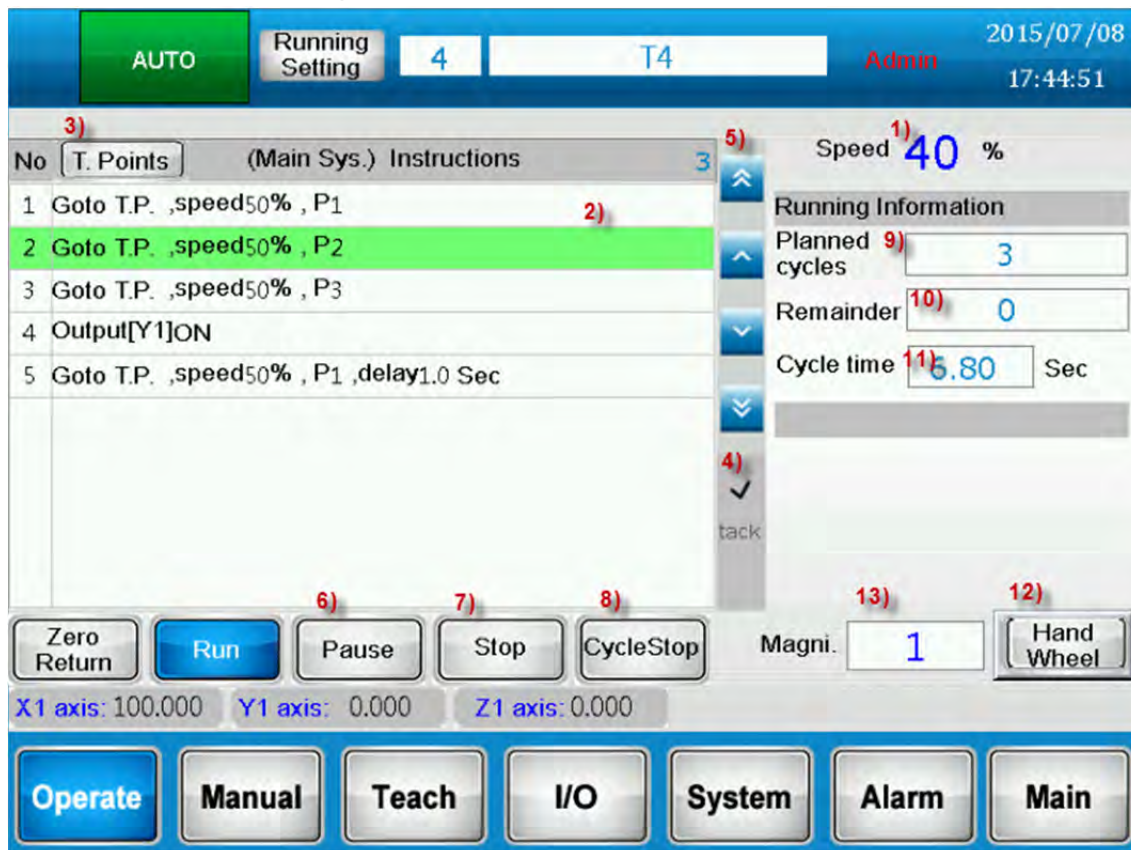 AUTO
Running
Setting
4
T4
Admin
2015/07/08
17:44:51
3)
No T. Points (Main Sys.) Instructions 3
1 Goto T.P. ,speed50% , P1
2)
2 Goto T.P. ,speed50% , P2
3 Goto T.P. ,speed50% , P3
4 Output[Y1]ON
5 Goto T.P. ,speed50% , P1 ,delay1.0 Sec
5)
4)
tack
Speed 1) 40 %
Running Information
Planned
cycles
9)
3
Remainder 10) 0
Cycle time 11) 6.80 Sec
6)
7)
8)
13)
12)
Zero
Return
Run
Pause
Stop
CycleStop
Magni. 1
Hand
Wheel
X1 axis: 100.000 Y1 axis: 0.000 Z1 axis: 0.000
Operate Manual Teach I/O System Alarm Main